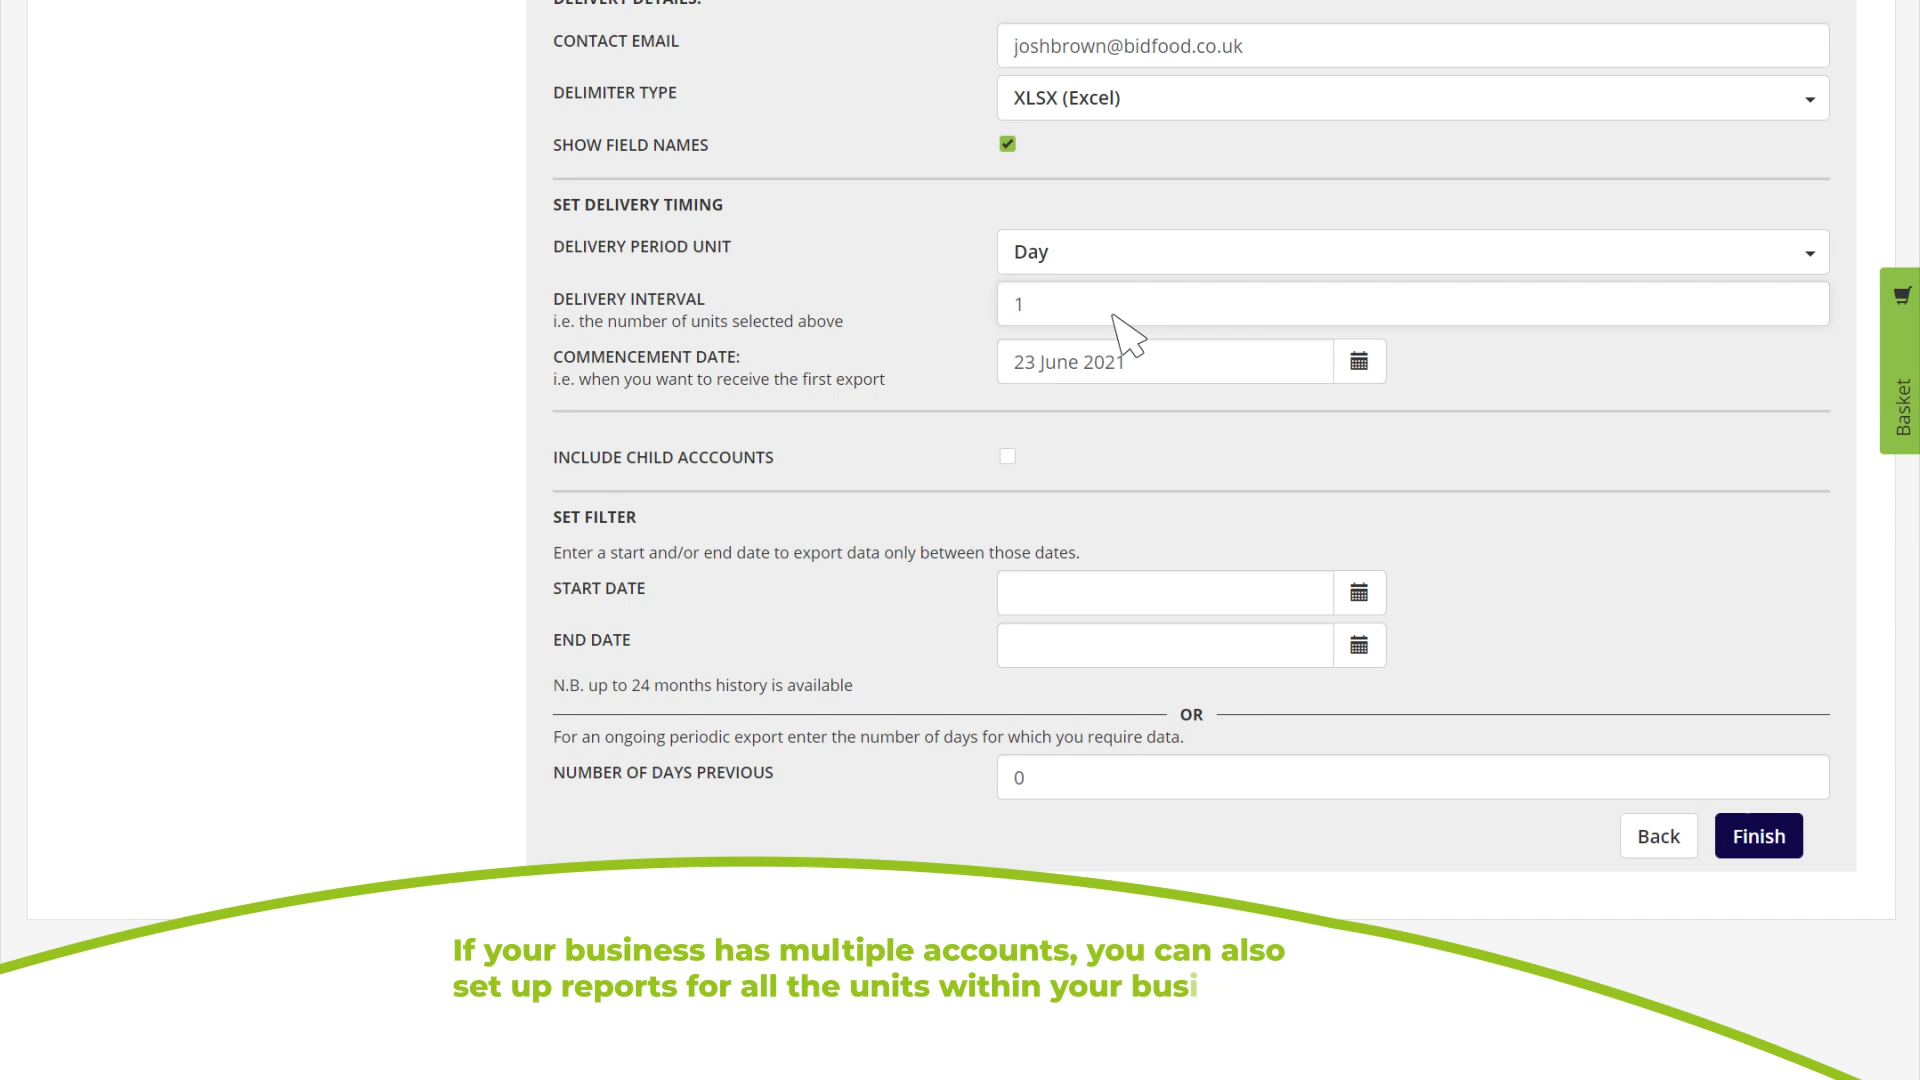 DELIVERY DETAILS:
CONTACT EMAIL
joshbrown@bidfood.co.uk
DELIMITER TYPE
XLSX (Excel)
SHOW FIELD NAMES
SET DELIVERY TIMING
DELIVERY PERIOD UNIT
Day
DELIVERY INTERVAL
i.e. the number of units selected above
1
COMMENCEMENT DATE:
i.e. when you want to receive the first export
23 June 2021
INCLUDE CHILD ACCCOUNTS
SET FILTER
Enter a start and/or end date to export data only between those dates.
START DATE
END DATE
N.B. up to 24 months history is available
OR
For an ongoing periodic export enter the number of days for which you require data.
NUMBER OF DAYS PREVIOUS
0
Back
Finish
Basket
If your business has multiple accounts, you can also
set up reports for all the units within your busi